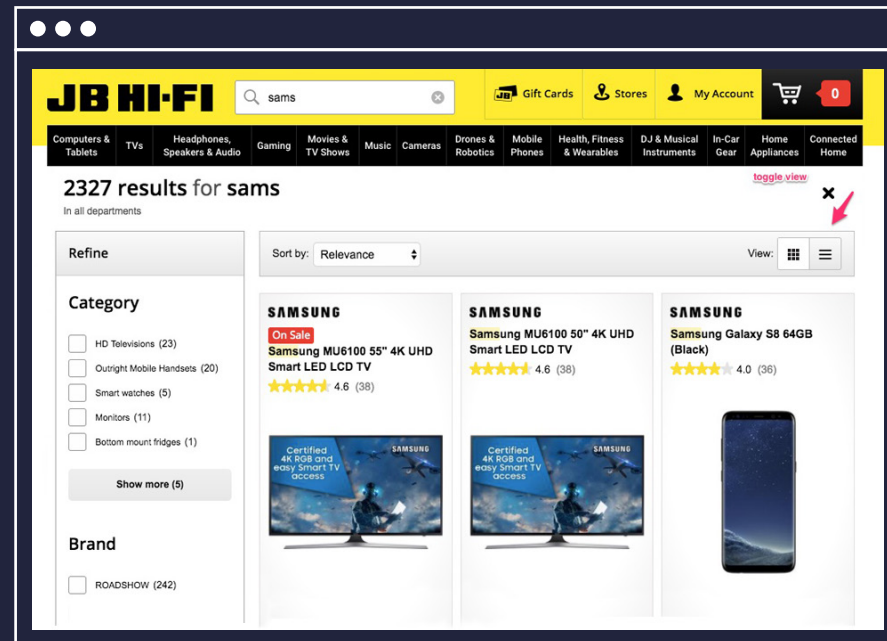 JB HI-FI
sams
JB Gift Cards
Stores
My Account
0
Computers &
Tablets
TVs
Headphones,
Speakers & Audio
Gaming
Movies &
TV Shows
Music
Cameras
Drones &
Robotics
Mobile
Phones
Health, Fitness
& Wearables
DJ & Musical
Instruments
In-Car
Gear
Home
Appliances
Connected
Home
2327 results for sams
In all departments
toggle view
Refine
Sort by: Relevance
View:
Category
HD Televisions (23)
Outright Mobile Handsets (20)
Smart watches (5)
Monitors (11)
Bottom mount fridges (1)
Show more (5)
Brand
ROADSHOW (242)
SAMSUNG
On Sale
Samsung MU6100 55" 4K UHD
Smart LED LCD TV
4.6 (38)
Certified
4K RGB and
easy Smart TV
access
SAMSUNG
SAMSUNG
Samsung MU6100 50" 4K UHD
Smart LED LCD TV
4.6 (38)
Certified
4K RGB and
easy Smart TV
access
SAMSUNG
SAMSUNG
Samsung Galaxy S8 64GB
(Black)
4.0 (36)